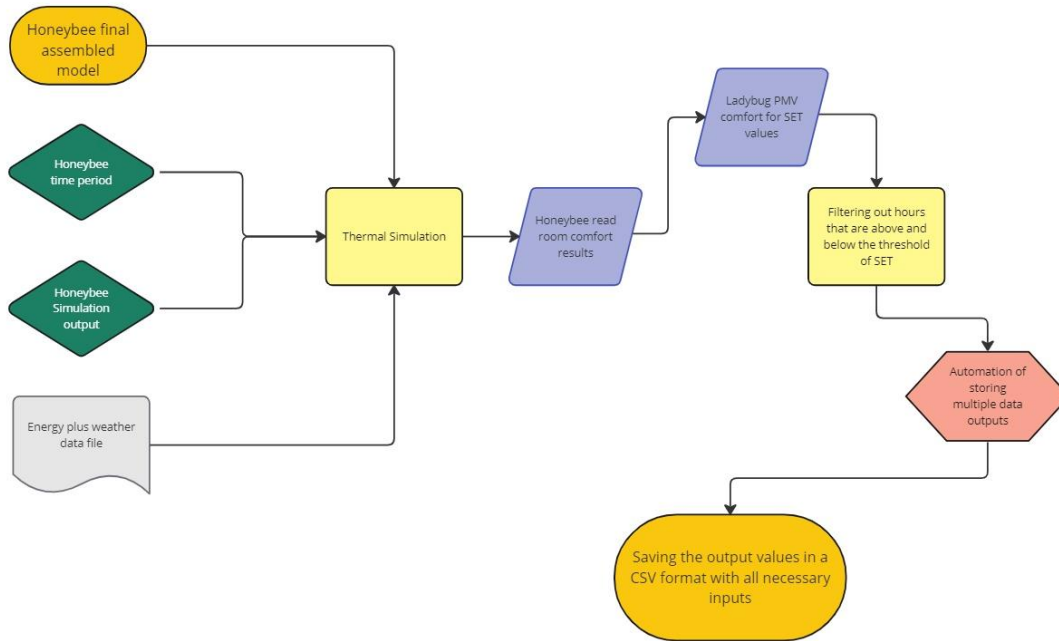 Honeybee final
assembled
model
Honeybee
time period
Honeybee
Simulation
output
Energy plus weather
data file
Thermal Simulation
Honeybee read
room comfort
results
Ladybug PMV
comfort for SET
values
Filtering out hours
that are above and
below the threshold
of SET
Automation of
storing
multiple data
outputs
Saving the output values in a
CSV format with all necessary
inputs